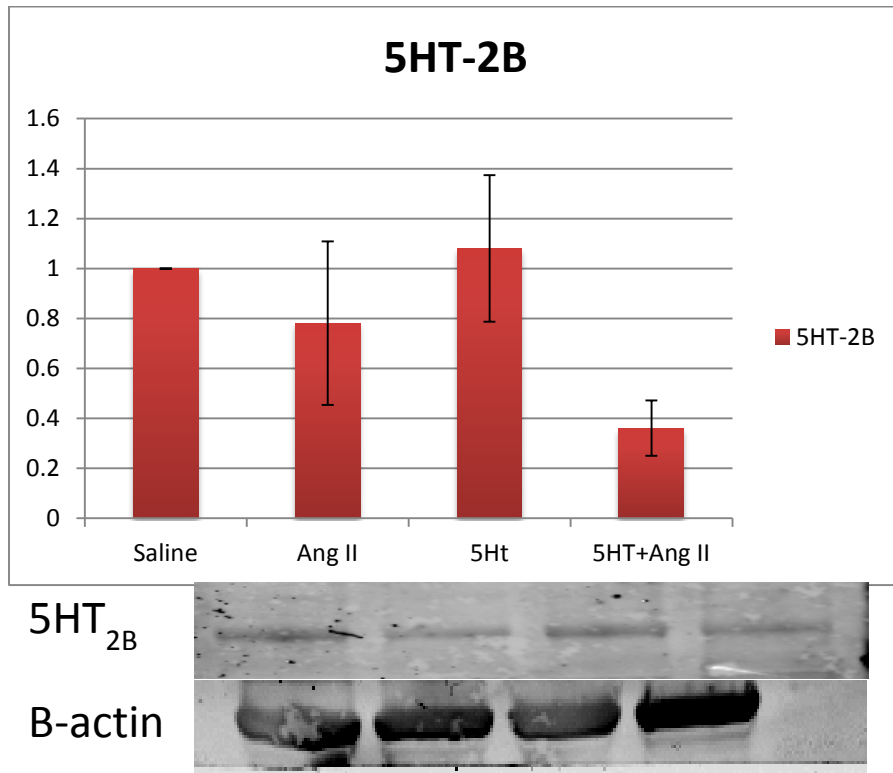 5HT-2B
1.6
1.4
1.2
1
0.8
0.6
0.4
0.2
0
Saline Ang II 5Ht 5HT+Ang II
5HT-2B
5HT2B
B-actin